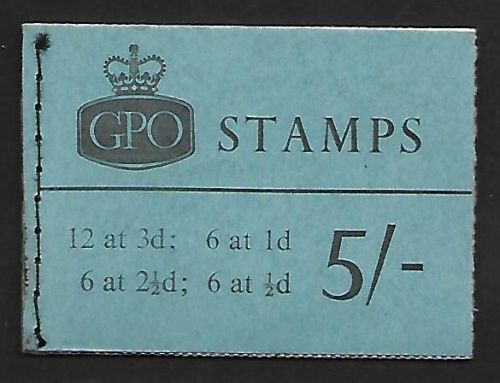 GPO STAMPS
12 at 3d; 6 at 1d
6 at 2½d; 6 at ½d
5/-